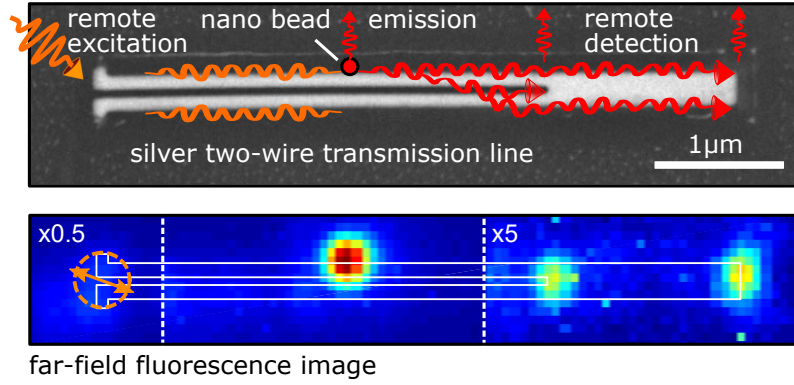 remote
excitation
nano bead
emission
remote
detection
silver two-wire transmission line
1µm
x0.5
x5
far-field fluorescence image